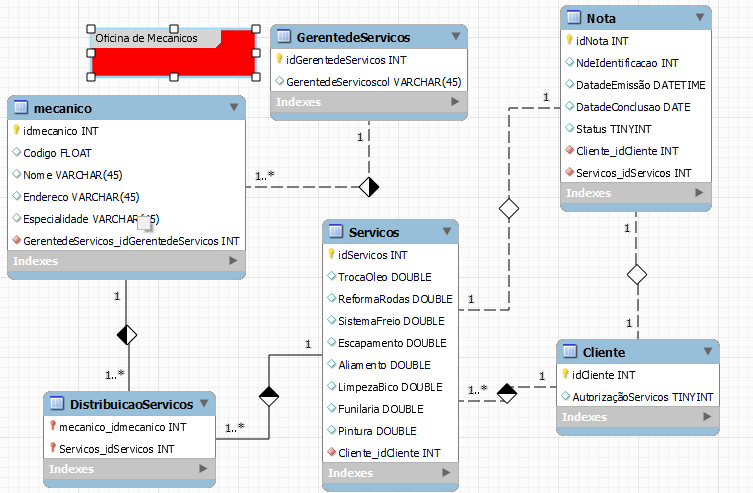 Oficina de Mecanicos
GerentedeServicos
idGerentedeServicos INT
GerentedeServicoscol VARCHAR(45)
Indexes
Nota
idNota INT
NdeIdentificacao INT
DatadeEmissão DATETIME
DatadeConclusao DATE
Status TINYINT
Cliente_idCliente INT
Servicos_idServicos INT
Indexes
mecanico
idmecanico INT
Codigo FLOAT
Nome VARCHAR(45)
Endereco VARCHAR(45)
Especialidade VARCHAR(45)
GerentedeServicos_idGerentedeServicos INT
Indexes
1
1..*
1
1
1
1
Servicos
idServicos INT
TrocaOleo DOUBLE
ReformaRodas DOUBLE
SistemaFreio DOUBLE
Escapamento DOUBLE
Aliamento DOUBLE
LimpezaBico DOUBLE
Funilaria DOUBLE
Pintura DOUBLE
Cliente_idCliente INT
Indexes
1
1
1..*
1..*
1..*
1
DistribuicaoServicos
mecanico_idmecanico INT
Servicos_idServicos INT
Indexes
Cliente
idCliente INT
AutorizaçãoServicos TINYINT
Indexes